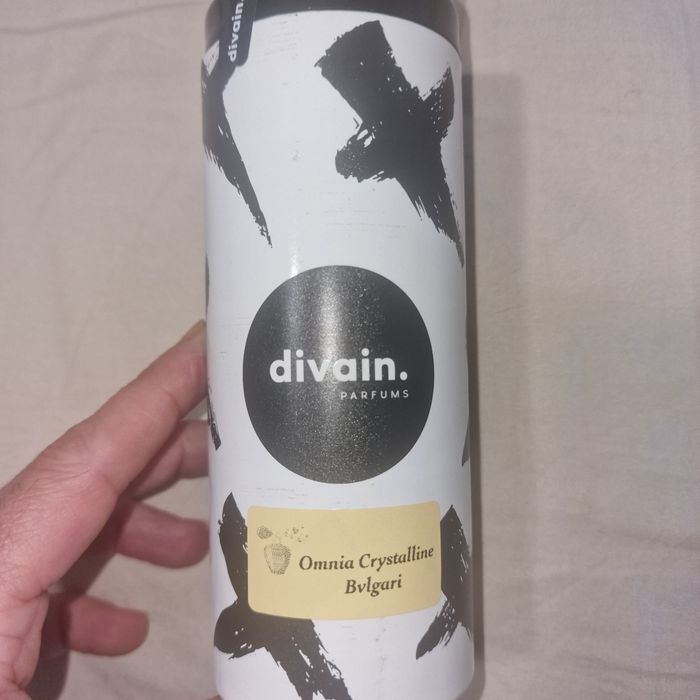 divain.
divain.
PARFUMS
Omnia Crystalline
Bvlgari